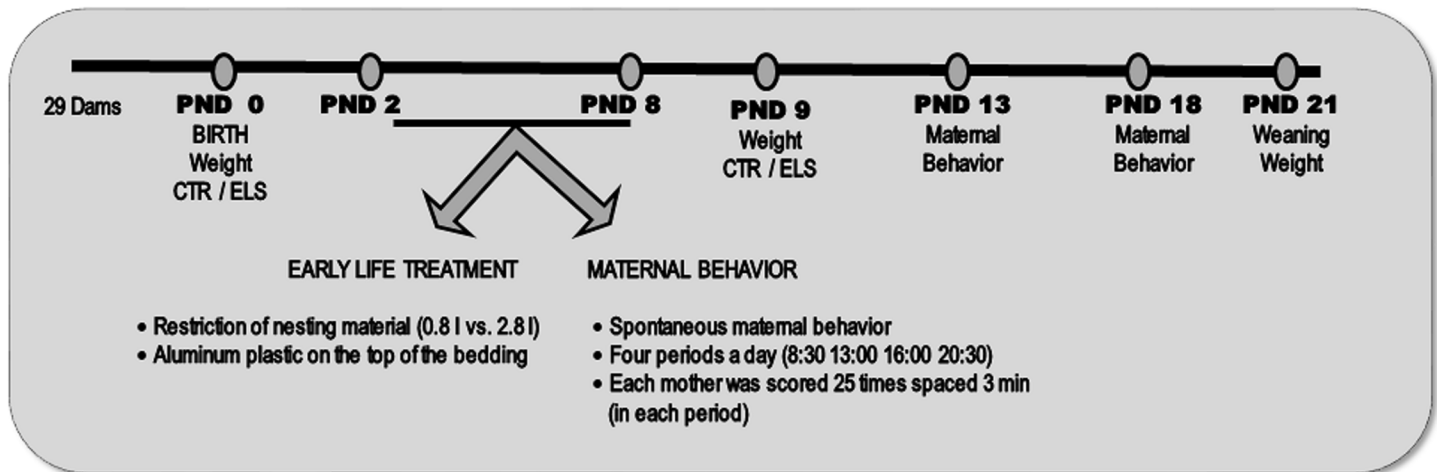 29 Dams
PND 0
BIRTH
Weight
CTR / ELS
PND 2
PND 8
PND 9
Weight
CTR / ELS
PND 13
Maternal
Behavior
PND 18
Maternal
Behavior
PND 21
Weaning
Weight
EARLY LIFE TREATMENT
• Restriction of nesting material (0.8 l vs. 2.8 l)
• Aluminum plastic on the top of the bedding
MATERNAL BEHAVIOR
• Spontaneous maternal behavior
• Four periods a day (8:30 13:00 16:00 20:30)
• Each mother was scored 25 times spaced 3 min
(in each period)